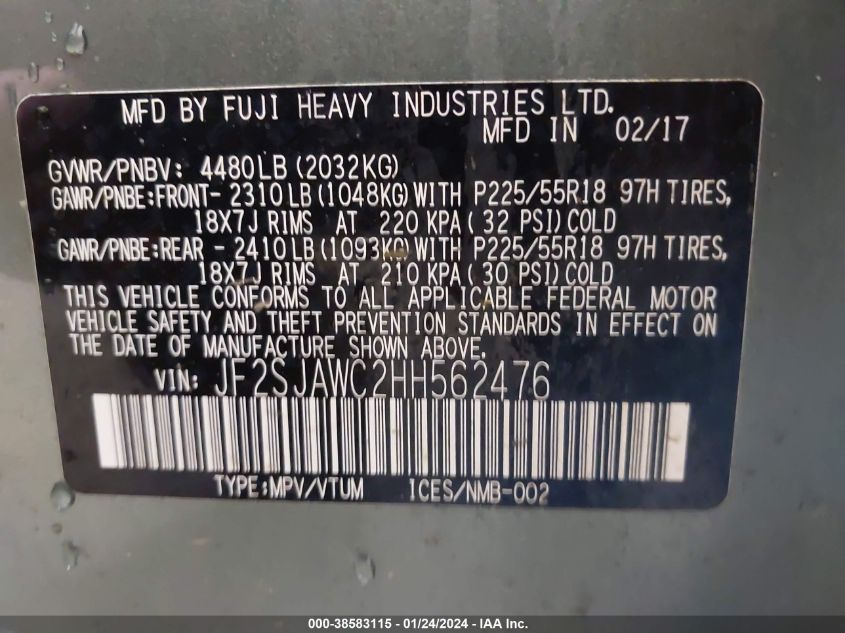 MFD BY FUJI HEAVY INDUSTRIES LTD.
MFD IN 02/17
GVWR/PNBV: 4480LB (2032KG)
GAWR/PNBE:FRONT- 2310LB (1048KG) WITH P225/55R18 97H TIRES,
18X7J RIMS AT 220 KPA ( 32 PSI) COLD
GAWR/PNBE:REAR - 2410LB (1093KG) WITH P225/55R18 97H TIRES,
18X7J RIMS AT 210 KPA ( 30 PSI) COLD
THIS VEHICLE CONFORMS TO ALL APPLICABLE FEDERAL MOTOR
VEHICLE SAFETY AND THEFT PREVENTION STANDARDS IN EFFECT ON
THE DATE OF MANUFACTURE SHOWN ABOVE.
VIN: JF2SJAWC2HH562476
TYPE:MPV/VTUM ICES/NMB-002
000-38583115 - 01/24/2024 - IAA Inc.